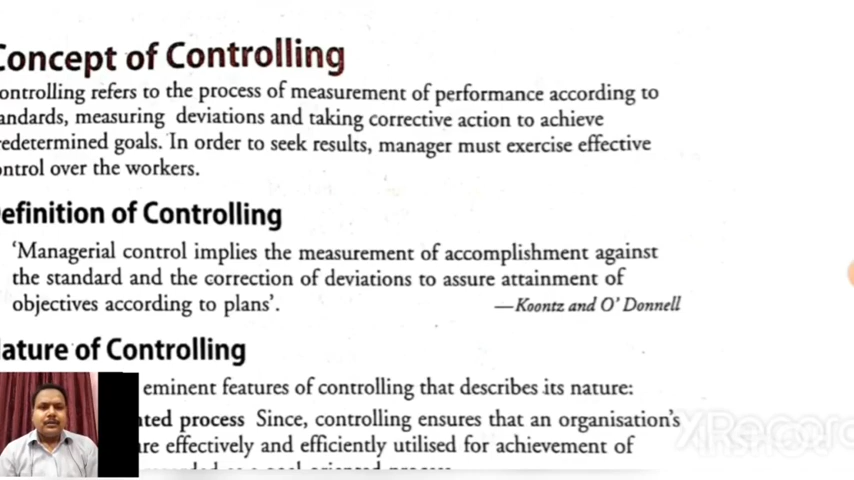 Concept of Controlling
ontrolling refers to the process of measurement of performance according to
andards, measuring deviations and taking corrective action to achieve
redetermined goals. In order to seek results, manager must exercise effective
ontrol over the workers.
efinition of Controlling
‘Managerial control implies the measurement of accomplishment against
the standard and the correction of deviations to assure attainment of
objectives according to plans’.
—Koontz and O’ Donnell
ature of Controlling
eminent features of controlling that describes its nature:
nted process Since, controlling ensures that an organisation's
re effectively and efficiently utilised for achievement of
XRecor